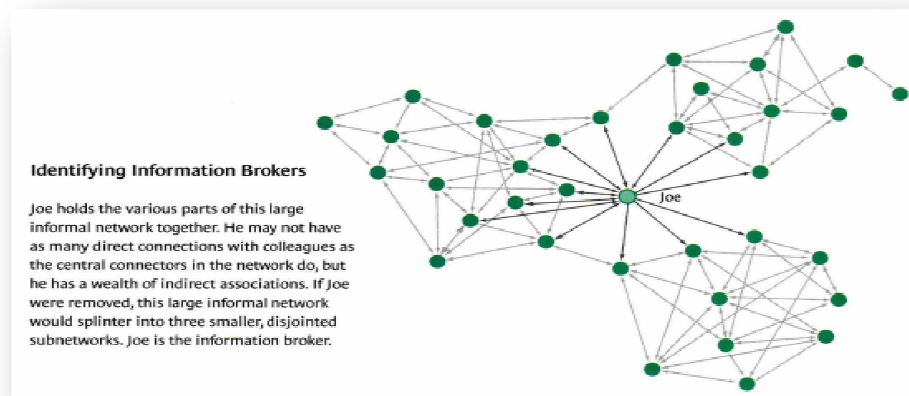 Identifying Information Brokers
Joe holds the various parts of this large
informal network together. He may not have
as many direct connections with colleagues as
the central connectors in the network do, but
he has a wealth of indirect associations. If Joe
were removed, this large informal network
would splinter into three smaller, disjointed
subnetworks. Joe is the information broker.
Joe